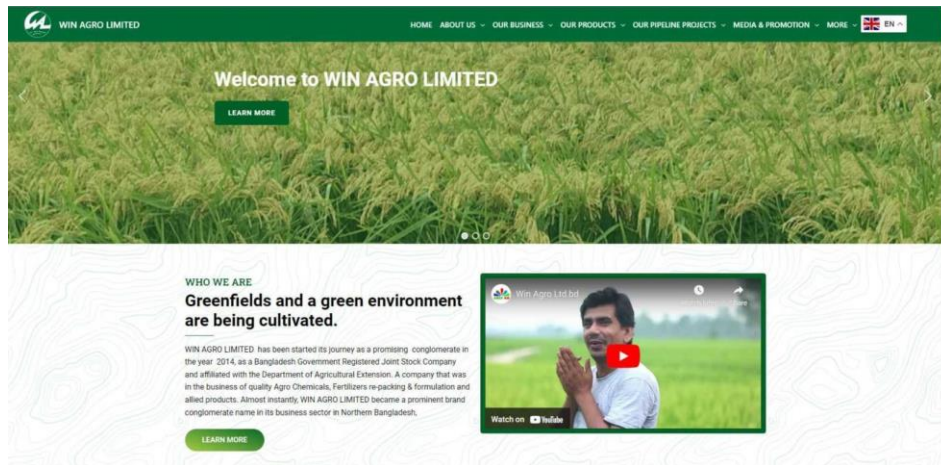 WIN AGRO LIMITED
HOME ABOUT US OUR BUSINESS OUR PRODUCTS OUR PIPELINE PROJECTS MEDIA & PROMOTION MORE EN
Welcome to WIN AGRO LIMITED
LEARN MORE
WHO WE ARE
Greenfields and a green environment
are being cultivated.
WIN AGRO LIMITED has been started its journey as a promising conglomerate in
the year 2014, as a Bangladesh Government Registered Joint Stock Company
and affiliated with the Department of Agricultural Extension. A company that was
in the business of quality Agro Chemicals, Fertilizers re-packing & formulation and
allied products. Almost instantly, WIN AGRO LIMITED became a prominent brand
conglomerate name in its business sector in Northern Bangladesh,
LEARN MORE
Win Agro Ltd bd
Watch on YouTube